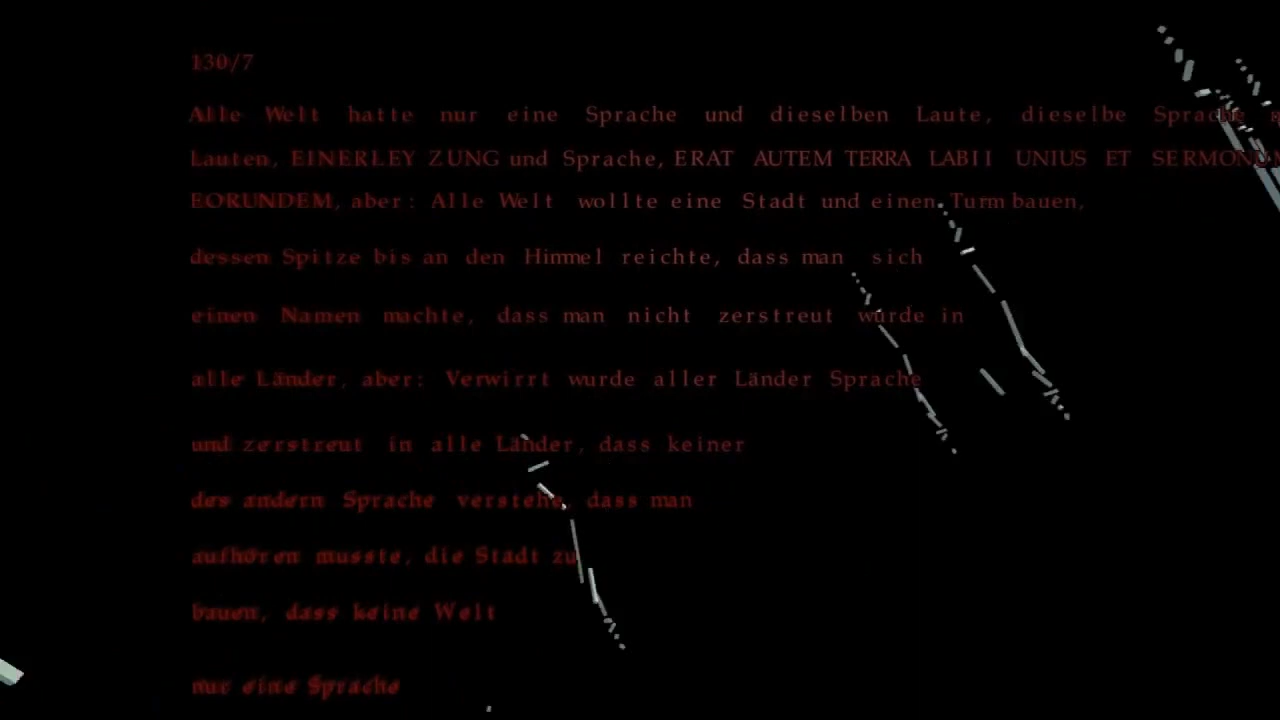 130/7
Alle Welt hatte nur eine Sprache und dieselben Laute, dieselbe Sprache
Lauten, EINERLEY ZUNG und Sprache, ERAT AUTEM TERRA LABII UNIUS ET
EORUNDEM, aber: Alle Welt wollte eine Stadt und einen Turm bauen,
dessen Spitze bis an den Himmel reichte, dass man sich
einen Namen machte, dass man nicht zerstreut würde in
alle Länder, aber: Verwirrt wurde aller Länder Sprache
und zerstreut in alle Länder, dass keiner
des andern Sprache verstehe, dass man
aufhören musste, die Stadt zu
bauen, dass keine Welt
nur eine Sprache